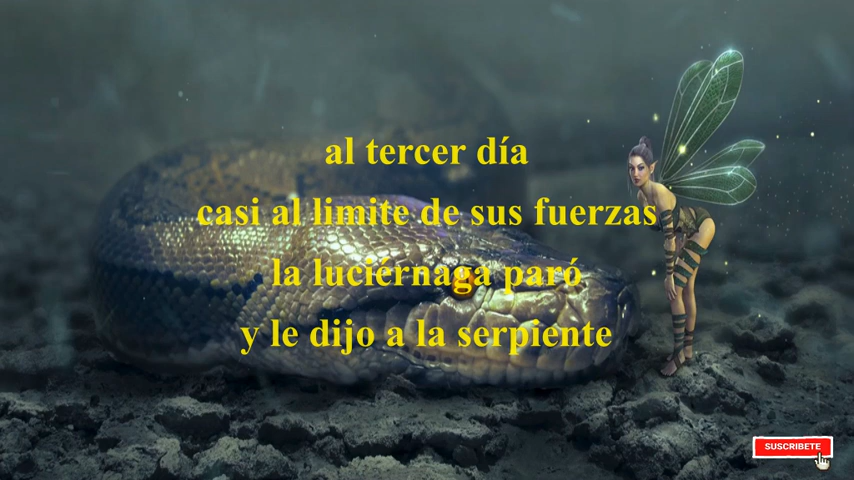 al tercer día
casi al limite de sus fuerzas
la luciérnaga paró
y le dijo a la serpiente
SUSCRIBETE